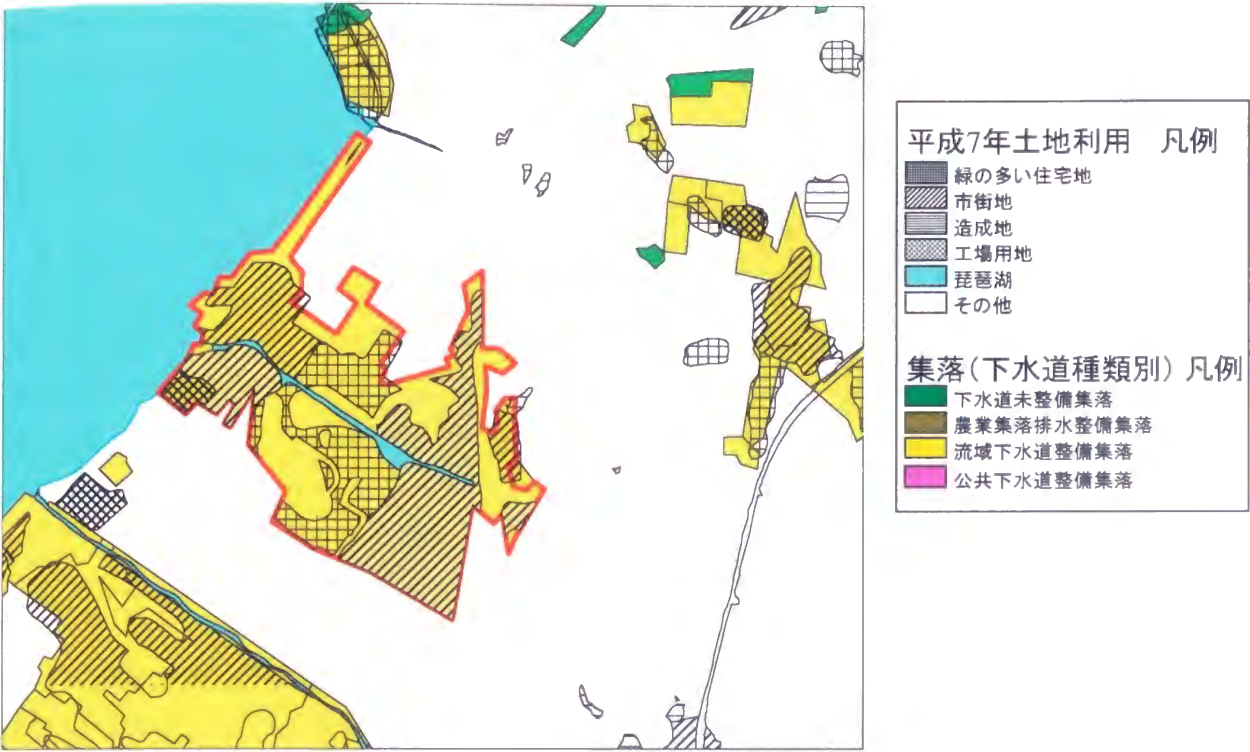 平成7年土地利用　凡例
緑の多い住宅地
市街地
造成地
工場用地
琵琶湖
その他
集落(下水道種類別)凡例
下水道未整備集落
農業集落排水整備集落
流域下水道整備集落
公共下水道整備集落